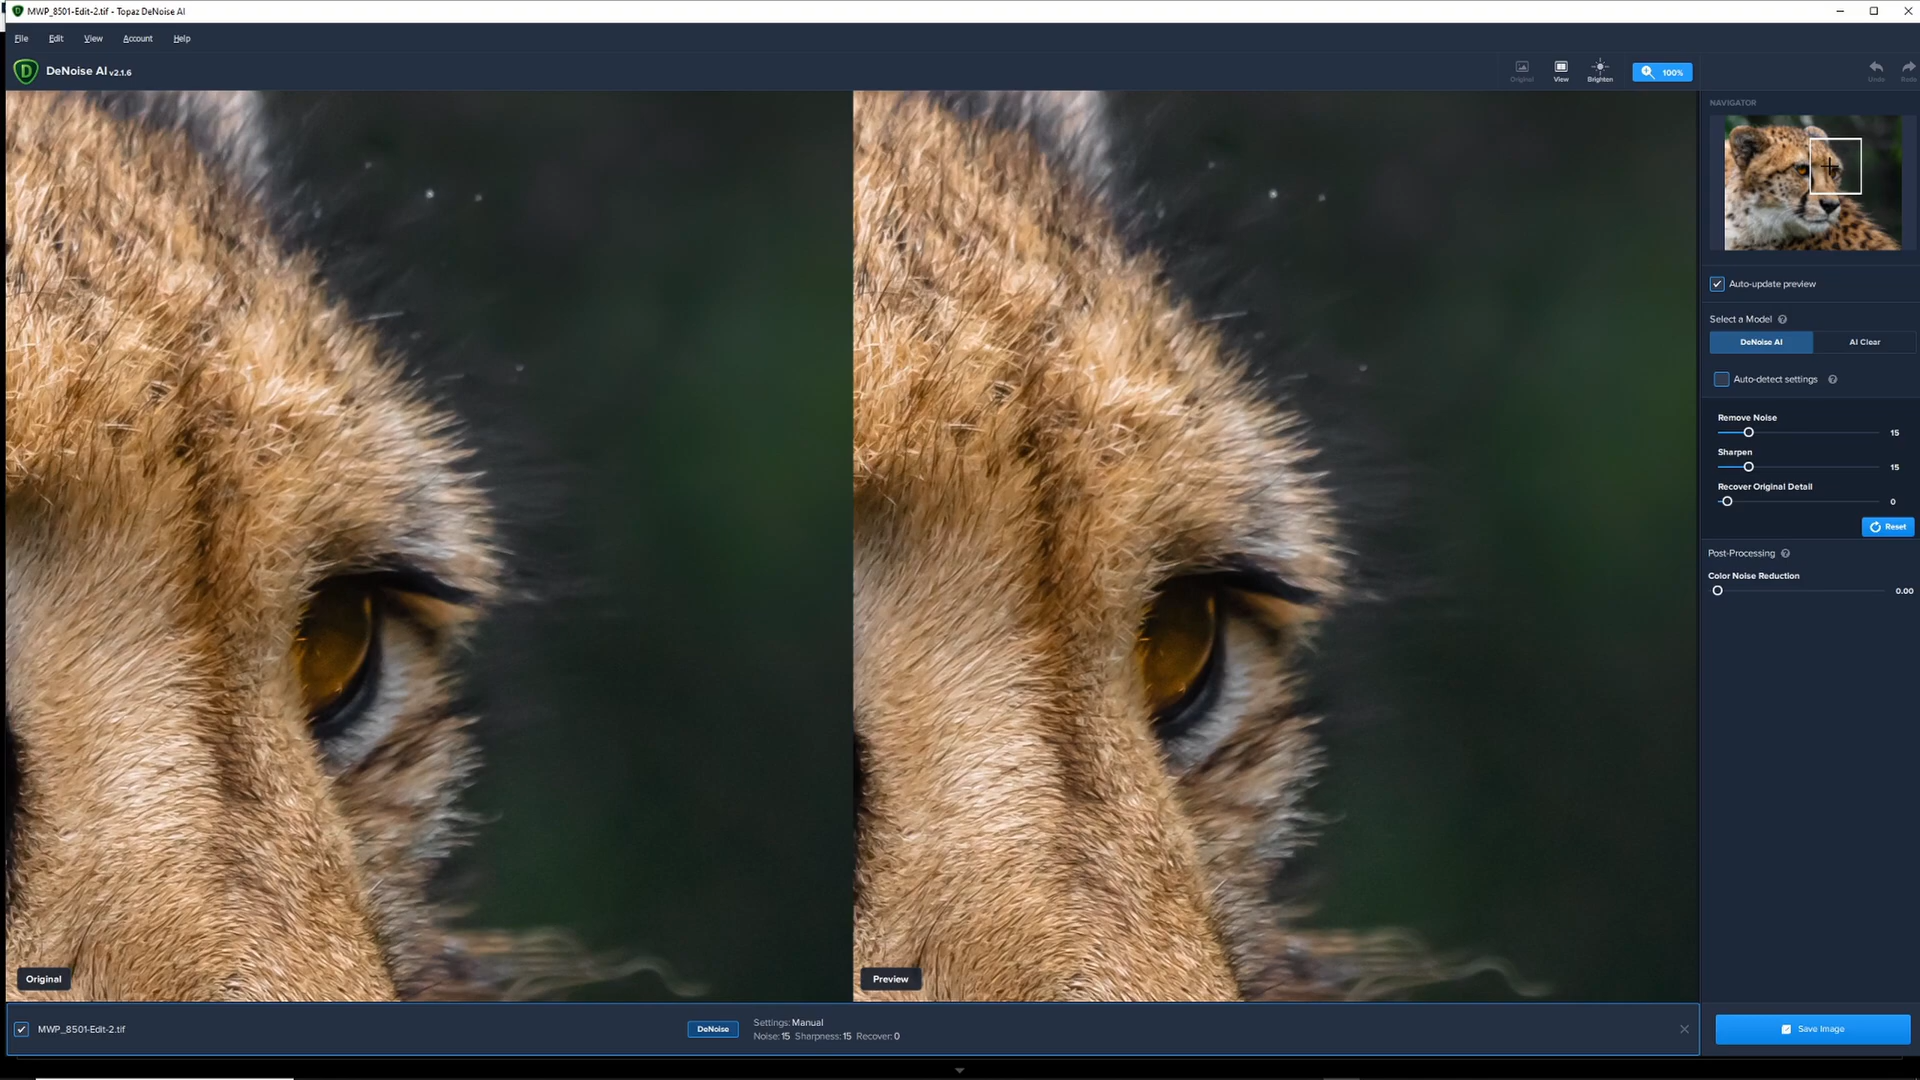 MWP_8501-Edit-2.tif - Topaz DeNoise AI
File Edit View Account Help
DeNoise AI v2.1.6
Original View Brighten 100% Undo Redo
NAVIGATOR
Auto-update preview
Select a Model
DeNoise AI AI Clear
Auto-detect settings
Remove Noise
15
Sharpen
15
Recover Original Detail
0
Reset
Post-Processing
Color Noise Reduction
0.00
Original Preview
MWP_8501-Edit-2.tif DeNoise
Settings: Manual
Noise: 15 Sharpness: 15 Recover: 0
Save Image